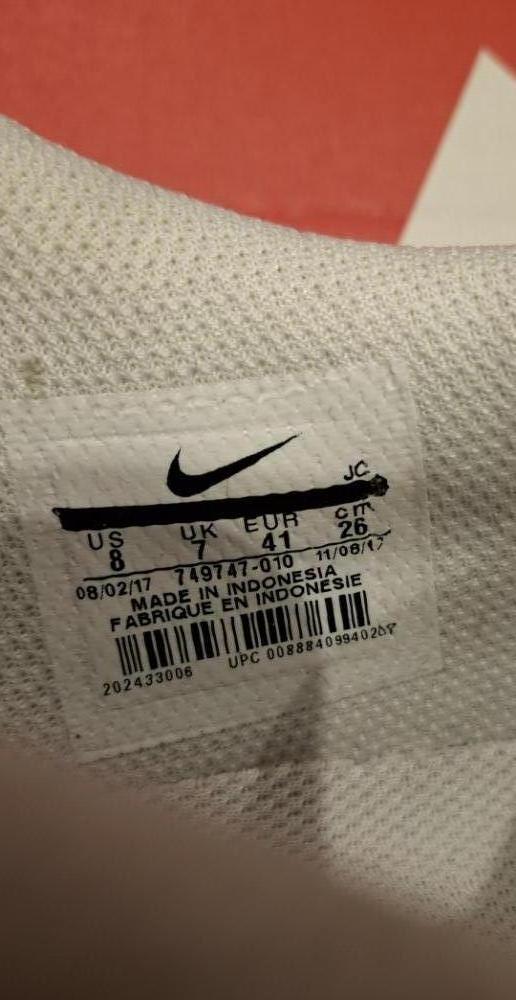 JC
US UK EUR cm
8 7 41 26
08/02/17 749747-010 11/08/17
MADE IN INDONESIA
FABRIQUE EN INDONESIE
202433006 UPC 00888409940